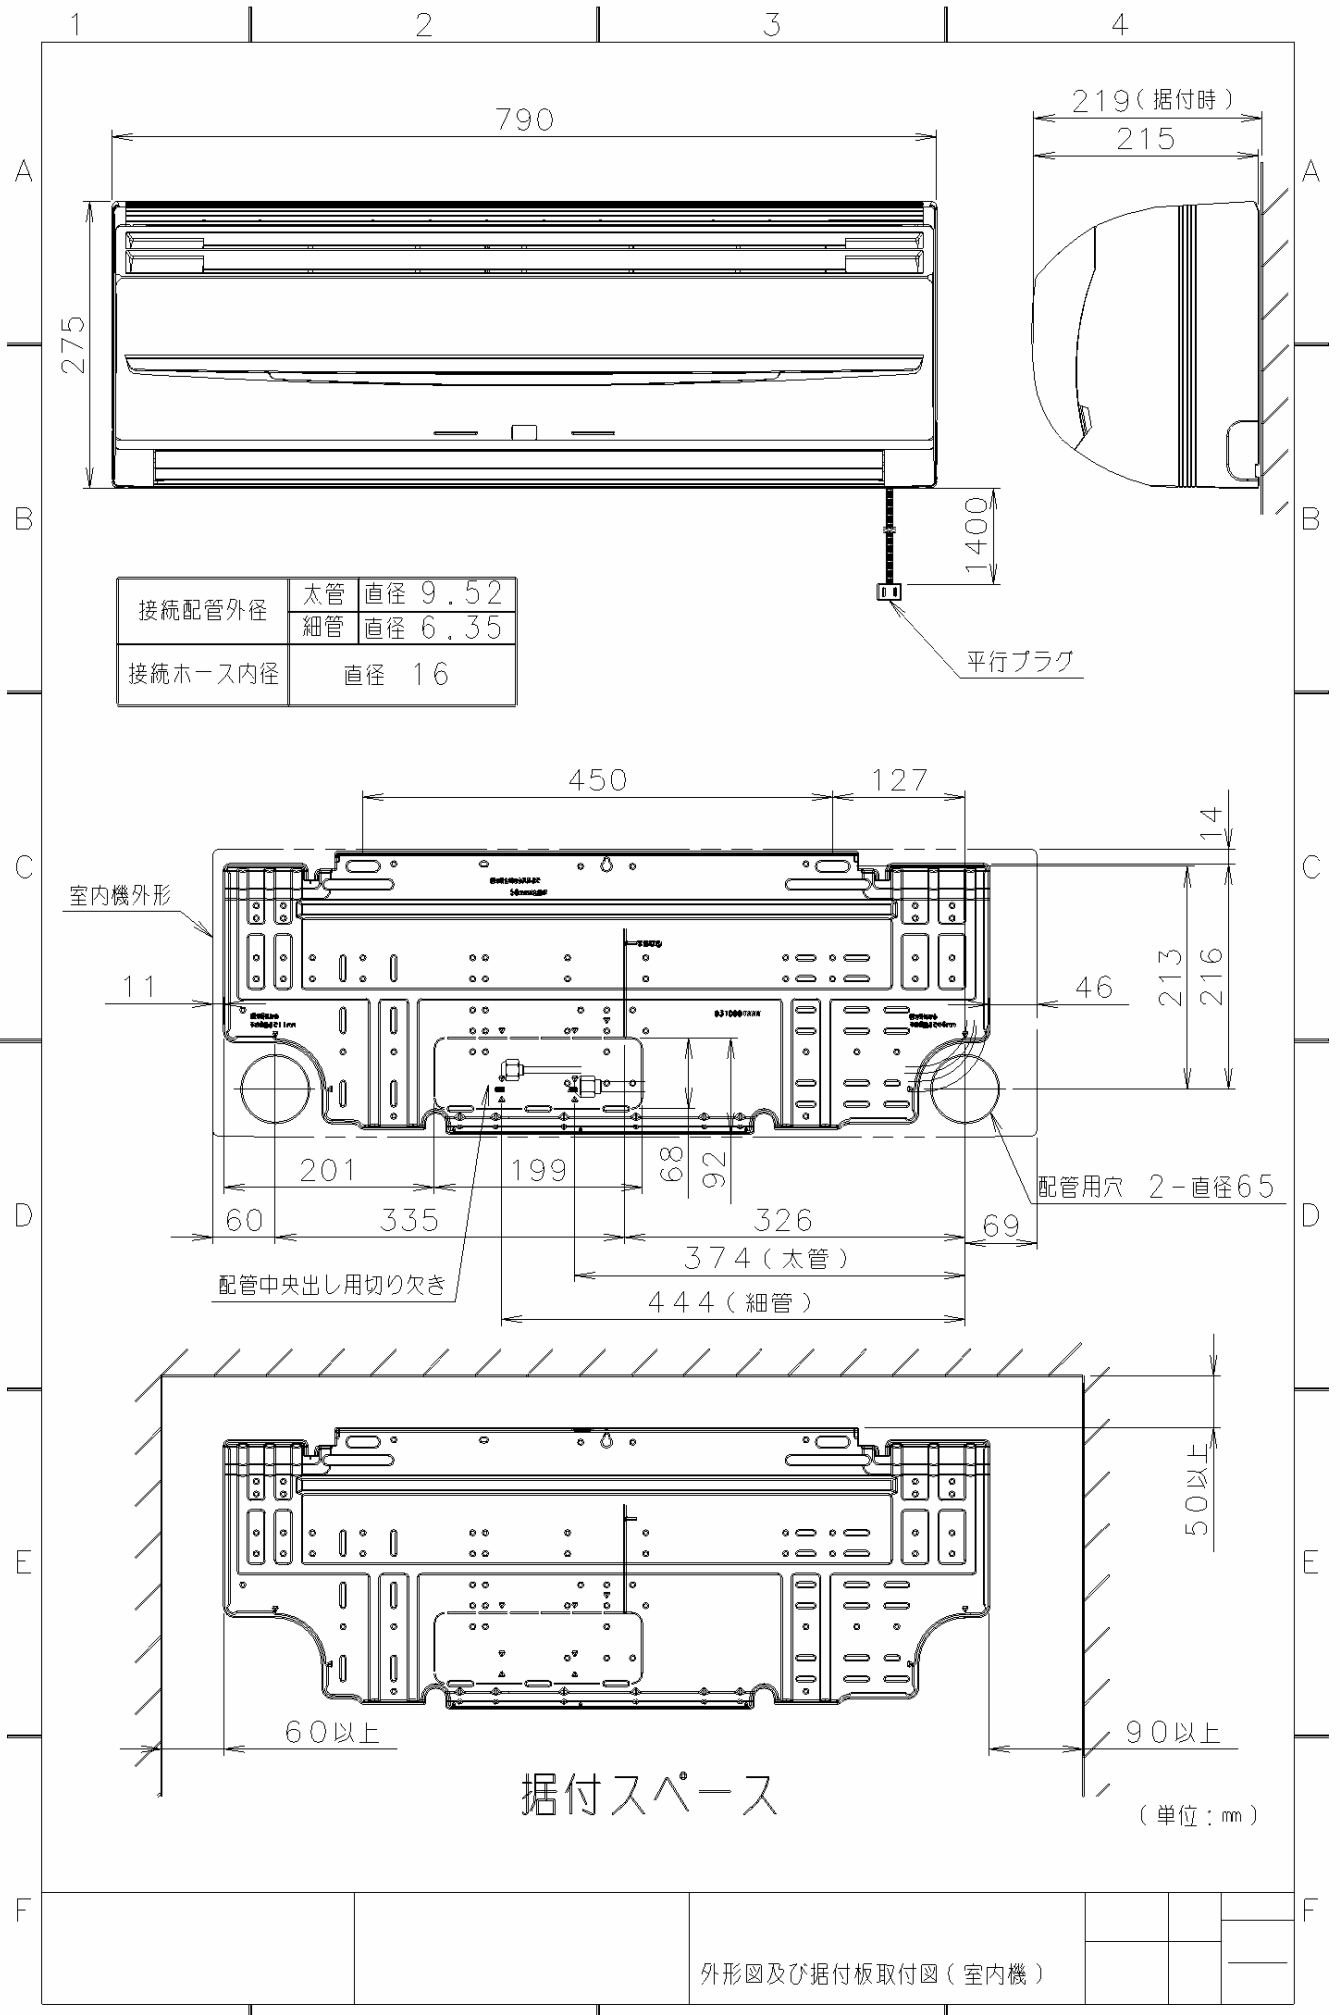 1 2 3 4
790
219(据付時)
215
A A
275
1400
B B
接続配管外径 太管 直径 9.52
細管 直径 6.35
接続ホース内径 直径 16
平行プラグ
450 127
14
C C
室内機外形
11
46
213
216
201 199
68
92
配管用穴 2-直径65
D D
60 335 326 69
374(太管)
配管中央出し用切り欠き
444(細管)
50以上
E E
60以上 90以上
据付スペース
(単位:mm)
F F
外形図及び据付板取付図(室内機)